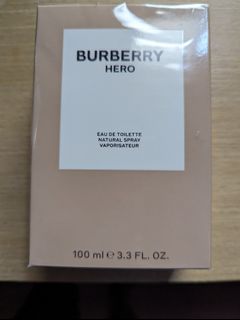 BURBERRY
HERO
EAU DE TOILETTE
NATURAL SPRAY
VAPORISATEUR
100 ml ℮ 3.3 FL. OZ.